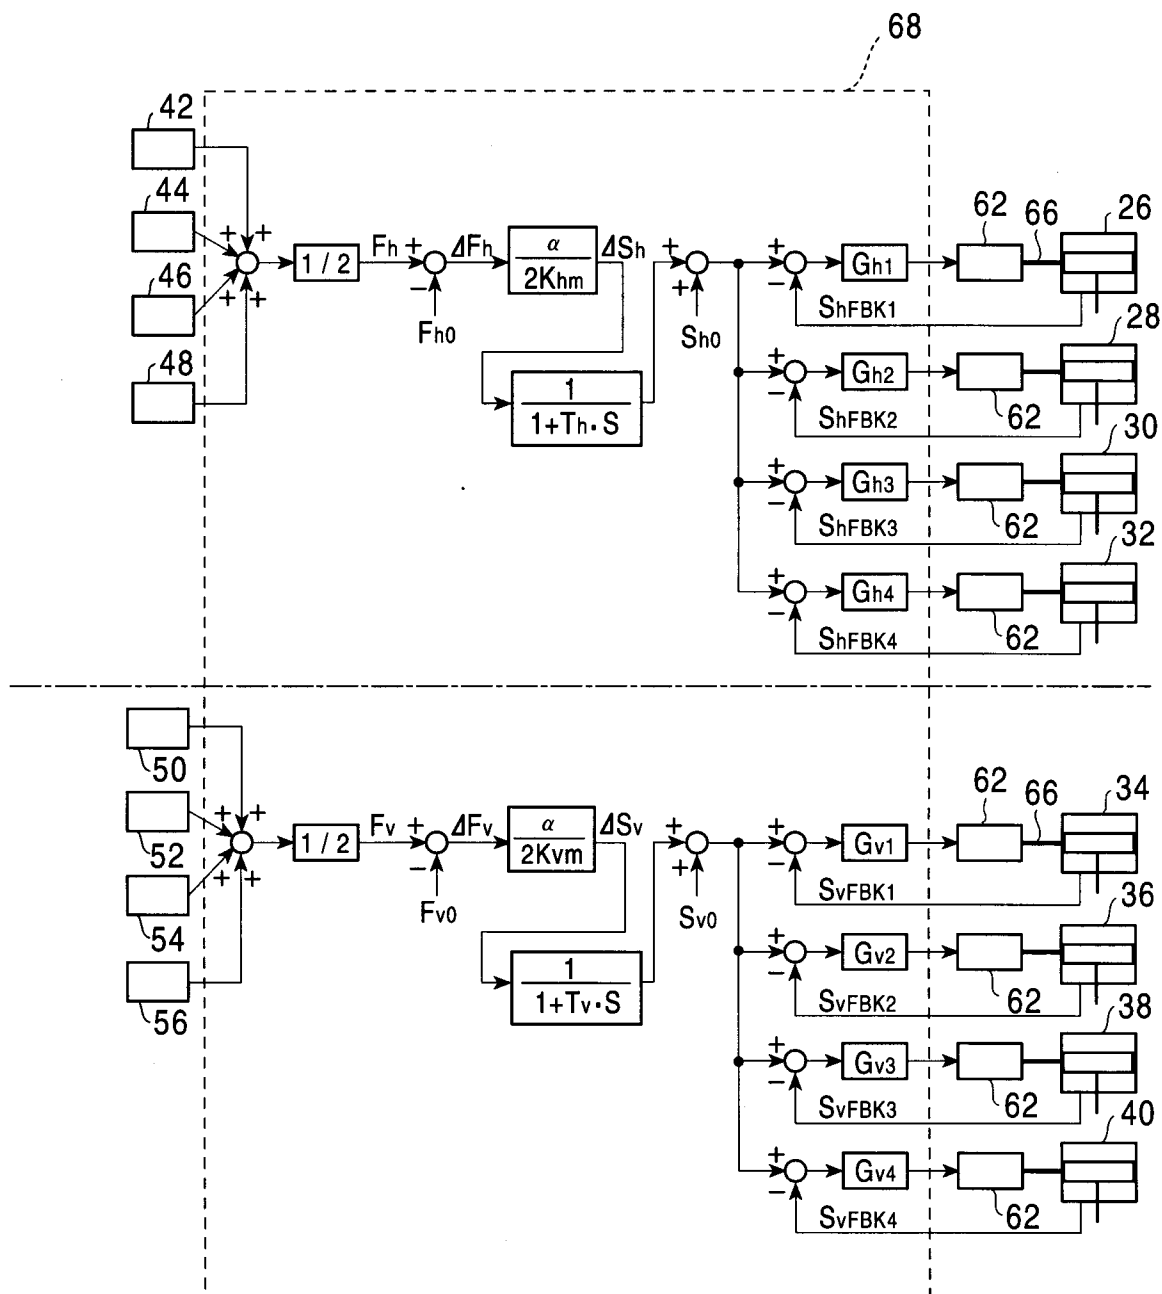 68
42
44
46
48
+ +
+ +
1 / 2
Fh + ΔFh
−
Fh0
α
2Khm
ΔSh
1
1+Th·S
+
+
Sh0
+
−
Gh1
ShFBK1
62 66 26
+
−
Gh2
ShFBK2
62
28
+
−
Gh3
ShFBK3
62
30
+
−
Gh4
ShFBK4
62
32
50
52
54
56
+ +
+ +
1 / 2
Fv + ΔFv
−
Fv0
α
2Kvm
ΔSv
1
1+Tv·S
+
+
Sv0
+
−
Gv1
SvFBK1
62 66 34
+
−
Gv2
SvFBK2
62
36
+
−
Gv3
SvFBK3
62
38
+
−
Gv4
SvFBK4
62
40